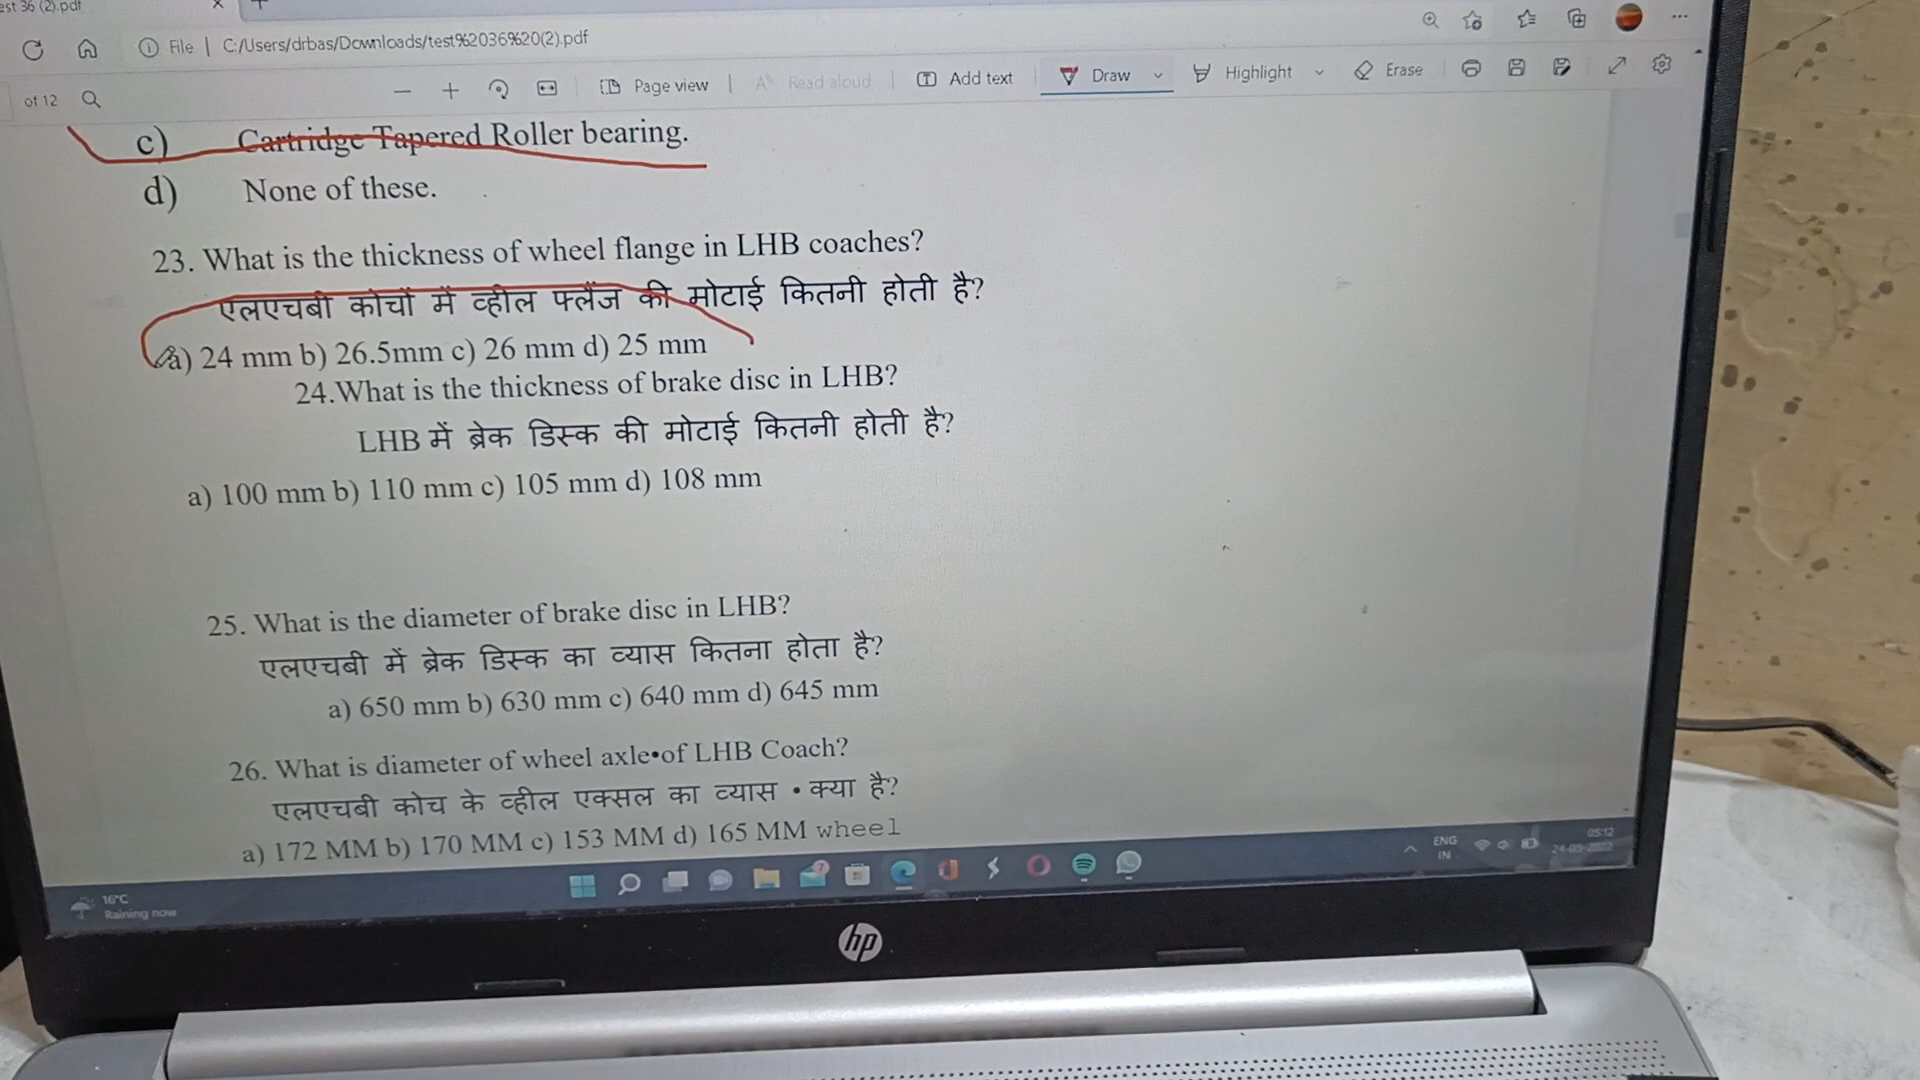 est 36 (2).pdf
File | C:/Users/drbas/Downloads/test%2036%20(2).pdf
of 12
Page view
Read aloud
Add text
Draw
Highlight
Erase
c) Cartridge Tapered Roller bearing.
d) None of these.
23. What is the thickness of wheel flange in LHB coaches?
एलएचबी कोचों में व्हील फ्लैंज की मोटाई कितनी होती है?
a) 24 mm b) 26.5mm c) 26 mm d) 25 mm
24.What is the thickness of brake disc in LHB?
LHB में ब्रेक डिस्क की मोटाई कितनी होती है?
a) 100 mm b) 110 mm c) 105 mm d) 108 mm
25. What is the diameter of brake disc in LHB?
एलएचबी में ब्रेक डिस्क का व्यास कितना होता है?
a) 650 mm b) 630 mm c) 640 mm d) 645 mm
26. What is diameter of wheel axle•of LHB Coach?
एलएचबी कोच के व्हील एक्सल का व्यास • क्या है?
a) 172 MM b) 170 MM c) 153 MM d) 165 MM wheel
16°C
Raining now
7
ENG
IN
05:12
24-05-2022
hp